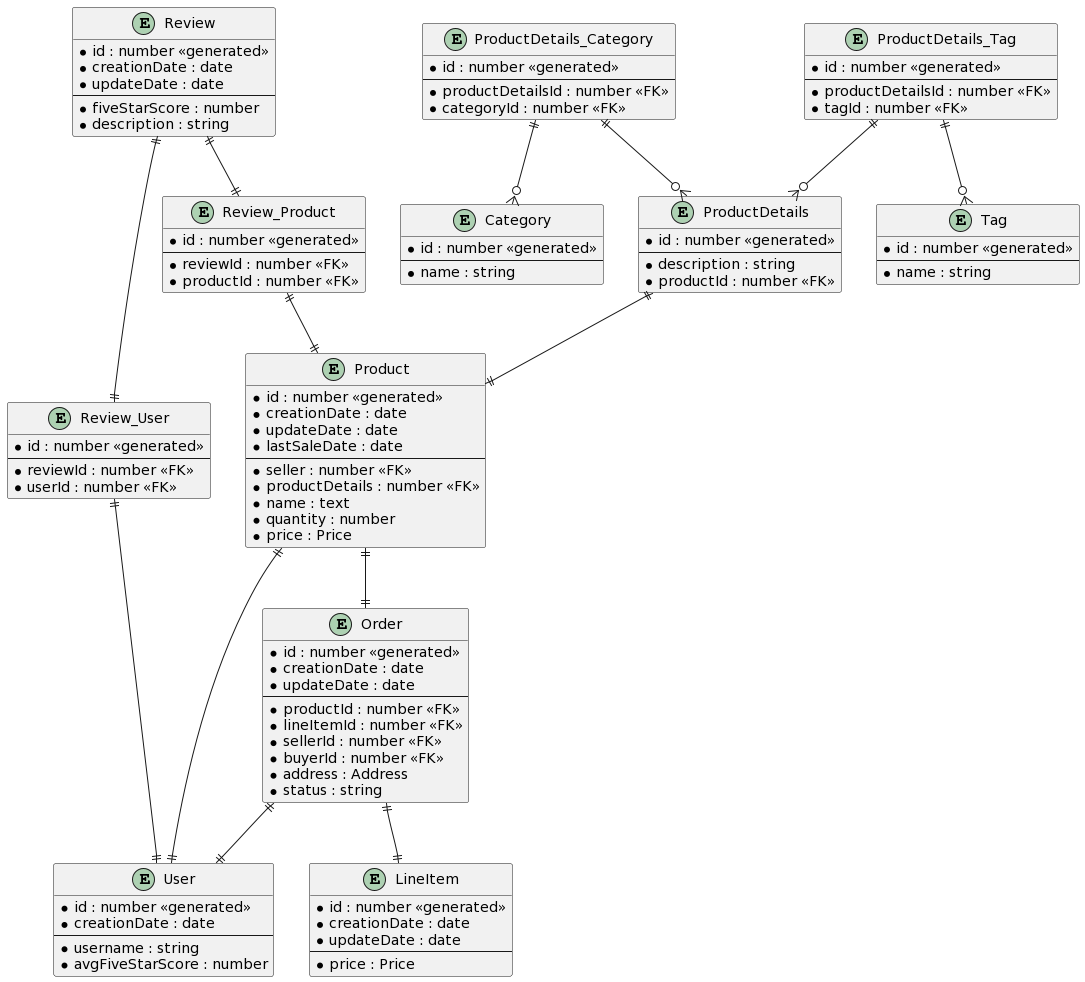 E Review
id : number «generated»
creationDate : date
updateDate : date
fiveStarScore : number
description : string
E ProductDetails_Category
id : number «generated»
productDetailsId : number «FK»
categoryId : number «FK»
E ProductDetails_Tag
id : number «generated»
productDetailsId : number «FK»
tagId : number «FK»
E Review_Product
id : number «generated»
reviewId : number «FK»
productId : number «FK»
E Category
id : number «generated»
name : string
E ProductDetails
id : number «generated»
description : string
productId : number «FK»
E Tag
id : number «generated»
name : string
E Review_User
id : number «generated»
reviewId : number «FK»
userId : number «FK»
E Product
id : number «generated»
creationDate : date
updateDate : date
lastSaleDate : date
seller : number «FK»
productDetails : number «FK»
name : text
quantity : number
price : Price
E Order
id : number «generated»
creationDate : date
updateDate : date
productId : number «FK»
lineItemId : number «FK»
sellerId : number «FK»
buyerId : number «FK»
address : Address
status : string
E User
id : number «generated»
creationDate : date
username : string
avgFiveStarScore : number
E LineItem
id : number «generated»
creationDate : date
updateDate : date
price : Price